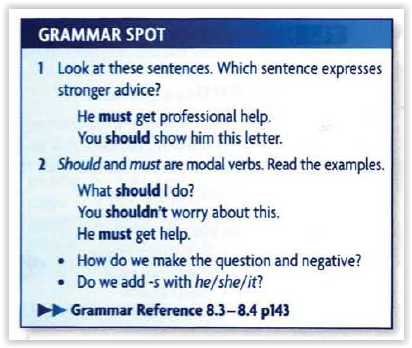 GRAMMAR SPOT
1 Look at these sentences. Which sentence expresses
stronger advice?
He must get professional help.
You should show him this letter.
2 Should and must are modal verbs. Read the examples.
What should I do?
You shouldn't worry about this.
He must get help.
• How do we make the question and negative?
• Do we add -s with he/she/it?
▶▶ Grammar Reference 8.3–8.4 p143